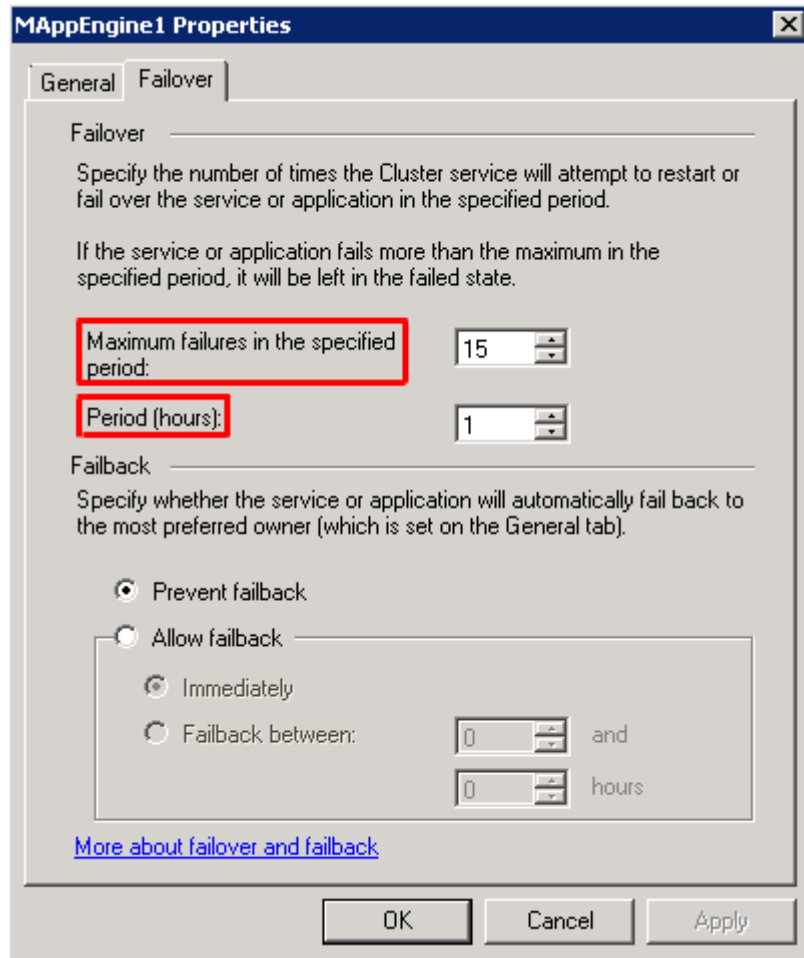 MAppEngine1 Properties
General Failover
Failover
Specify the number of times the Cluster service will attempt to restart or
fail over the service or application in the specified period.
If the service or application fails more than the maximum in the
specified period, it will be left in the failed state.
Maximum failures in the specified
period:
15
Period (hours):
1
Failback
Specify whether the service or application will automatically fail back to
the most preferred owner (which is set on the General tab).
Prevent failback
Allow failback
Immediately
Failback between:
0 and
0 hours
More about failover and failback
OK Cancel Apply